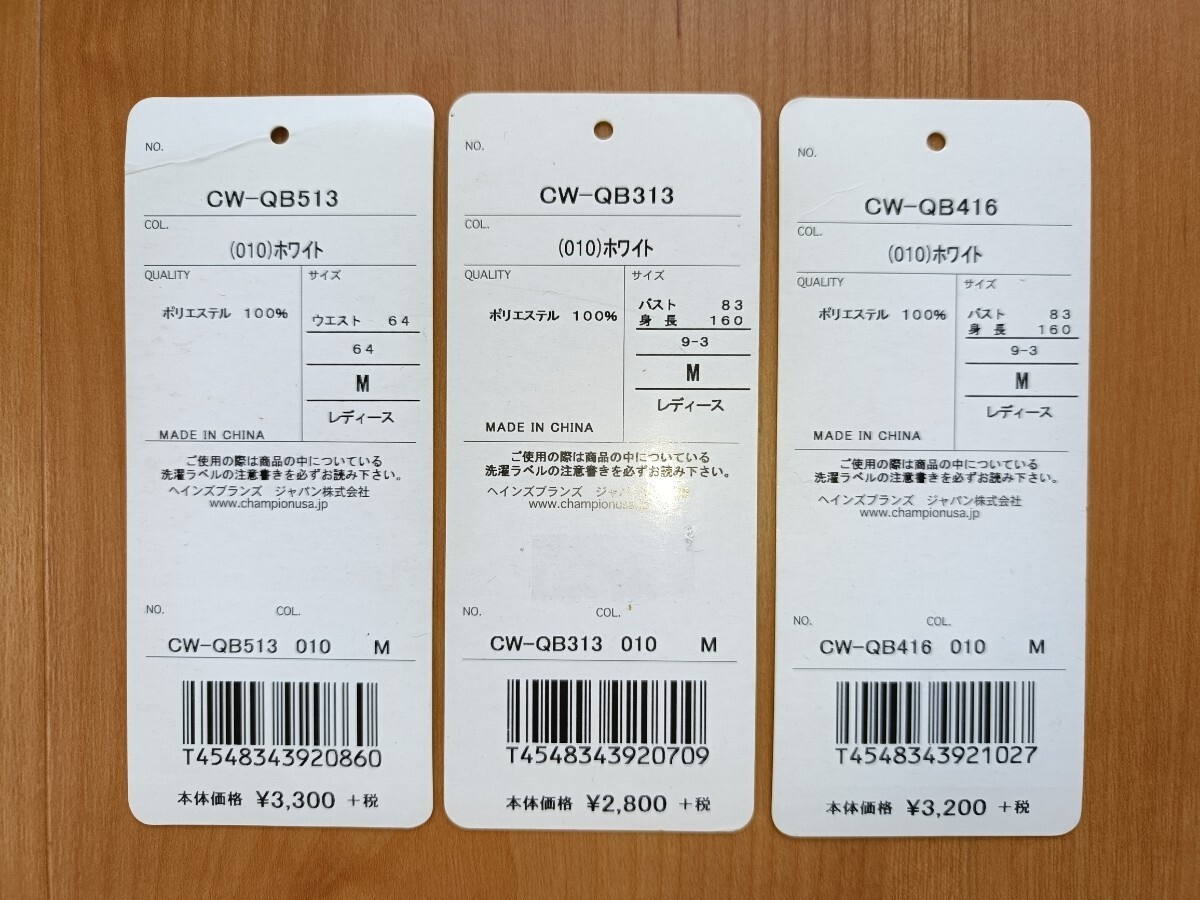 NO.
CW-QB513
COL.
(010)ホワイト
QUALITY
サイズ
ポリエステル 100%
ウエスト 64
64
M
レディース
MADE IN CHINA
ご使用の際は商品の中についている
洗濯ラベルの注意書きを必ずお読み下さい。
ヘインズブランズ ジャパン株式会社
www.championusa.jp
NO. COL.
CW-QB513 010 M
T4548343920860
本体価格 ¥3,300 +税
NO.
CW-QB313
COL.
(010)ホワイト
QUALITY
サイズ
ポリエステル 100%
バスト 83
身長 160
9-3
M
レディース
MADE IN CHINA
ご使用の際は商品の中についている
洗濯ラベルの注意書きを必ずお読み下さい。
ヘインズブランズ ジャパン株式会社
www.championusa.jp
NO. COL.
CW-QB313 010 M
T4548343920709
本体価格 ¥2,800 +税
NO.
CW-QB416
COL.
(010)ホワイト
QUALITY
サイズ
ポリエステル 100%
バスト 83
身長 160
9-3
M
レディース
MADE IN CHINA
ご使用の際は商品の中についている
洗濯ラベルの注意書きを必ずお読み下さい。
ヘインズブランズ ジャパン株式会社
www.championusa.jp
NO. COL.
CW-QB416 010 M
T4548343921027
本体価格 ¥3,200 +税